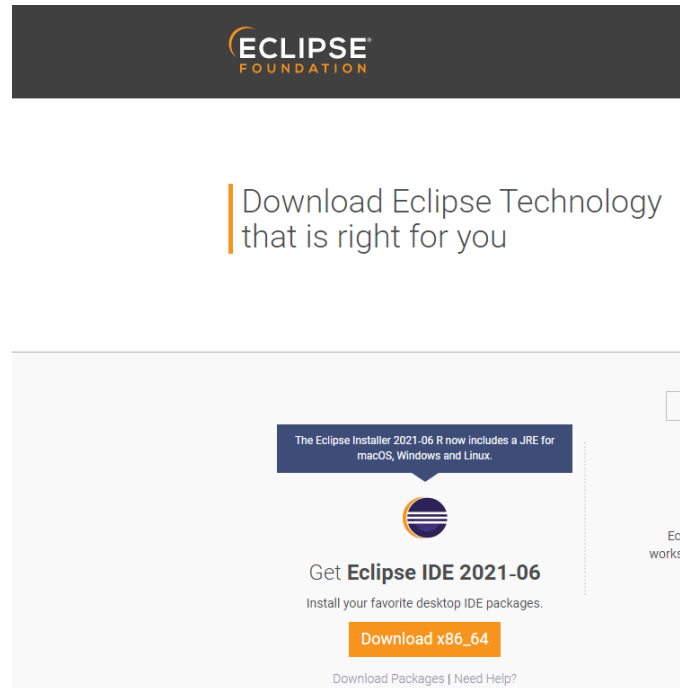 ECLIPSE®
FOUNDATION
Download Eclipse Technology
that is right for you
The Eclipse Installer 2021‑06 R now includes a JRE for
macOS, Windows and Linux.
Get Eclipse IDE 2021‑06
Install your favorite desktop IDE packages.
Download x86_64
Download Packages | Need Help?
Ec
works